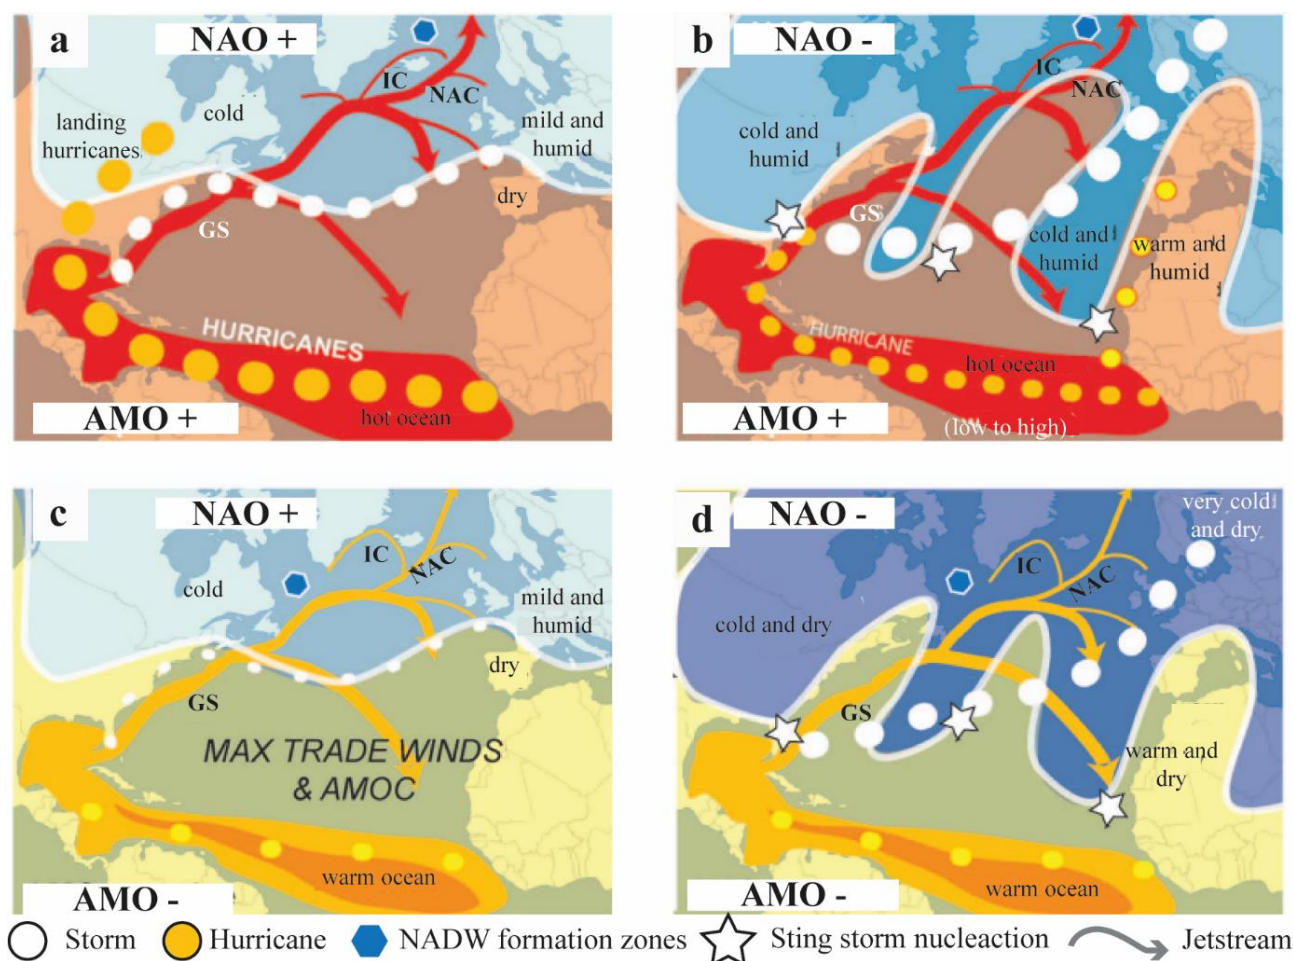 a
NAO +
IC
NAC
cold
landing
hurricanes
mild and
humid
dry
GS
HURRICANES
hot ocean
AMO +
b
NAO -
IC
NAC
cold and
humid
GS
cold and
humid
warm and
humid
HURRICANE
hot ocean
(low to high)
AMO +
c
NAO +
IC
NAC
cold
mild and
humid
dry
GS
MAX TRADE WINDS
& AMOC
warm ocean
AMO -
d
NAO -
very cold
and dry
IC
NAC
cold and dry
GS
warm and
dry
warm ocean
AMO -
Storm
Hurricane
NADW formation zones
Sting storm nucleaction
Jetstream